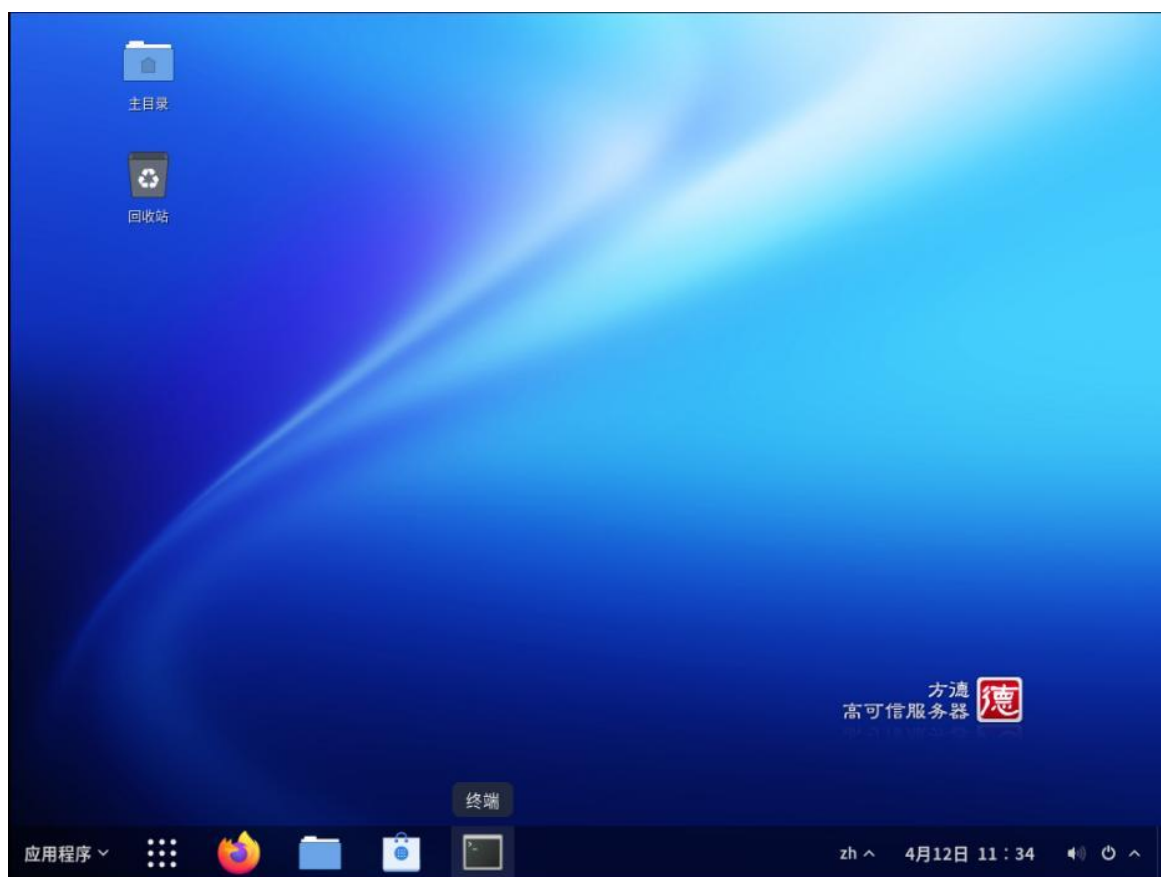 主目录
回收站
方德
高可信服务器
德
终端
应用程序
zh
4月12日 11：34